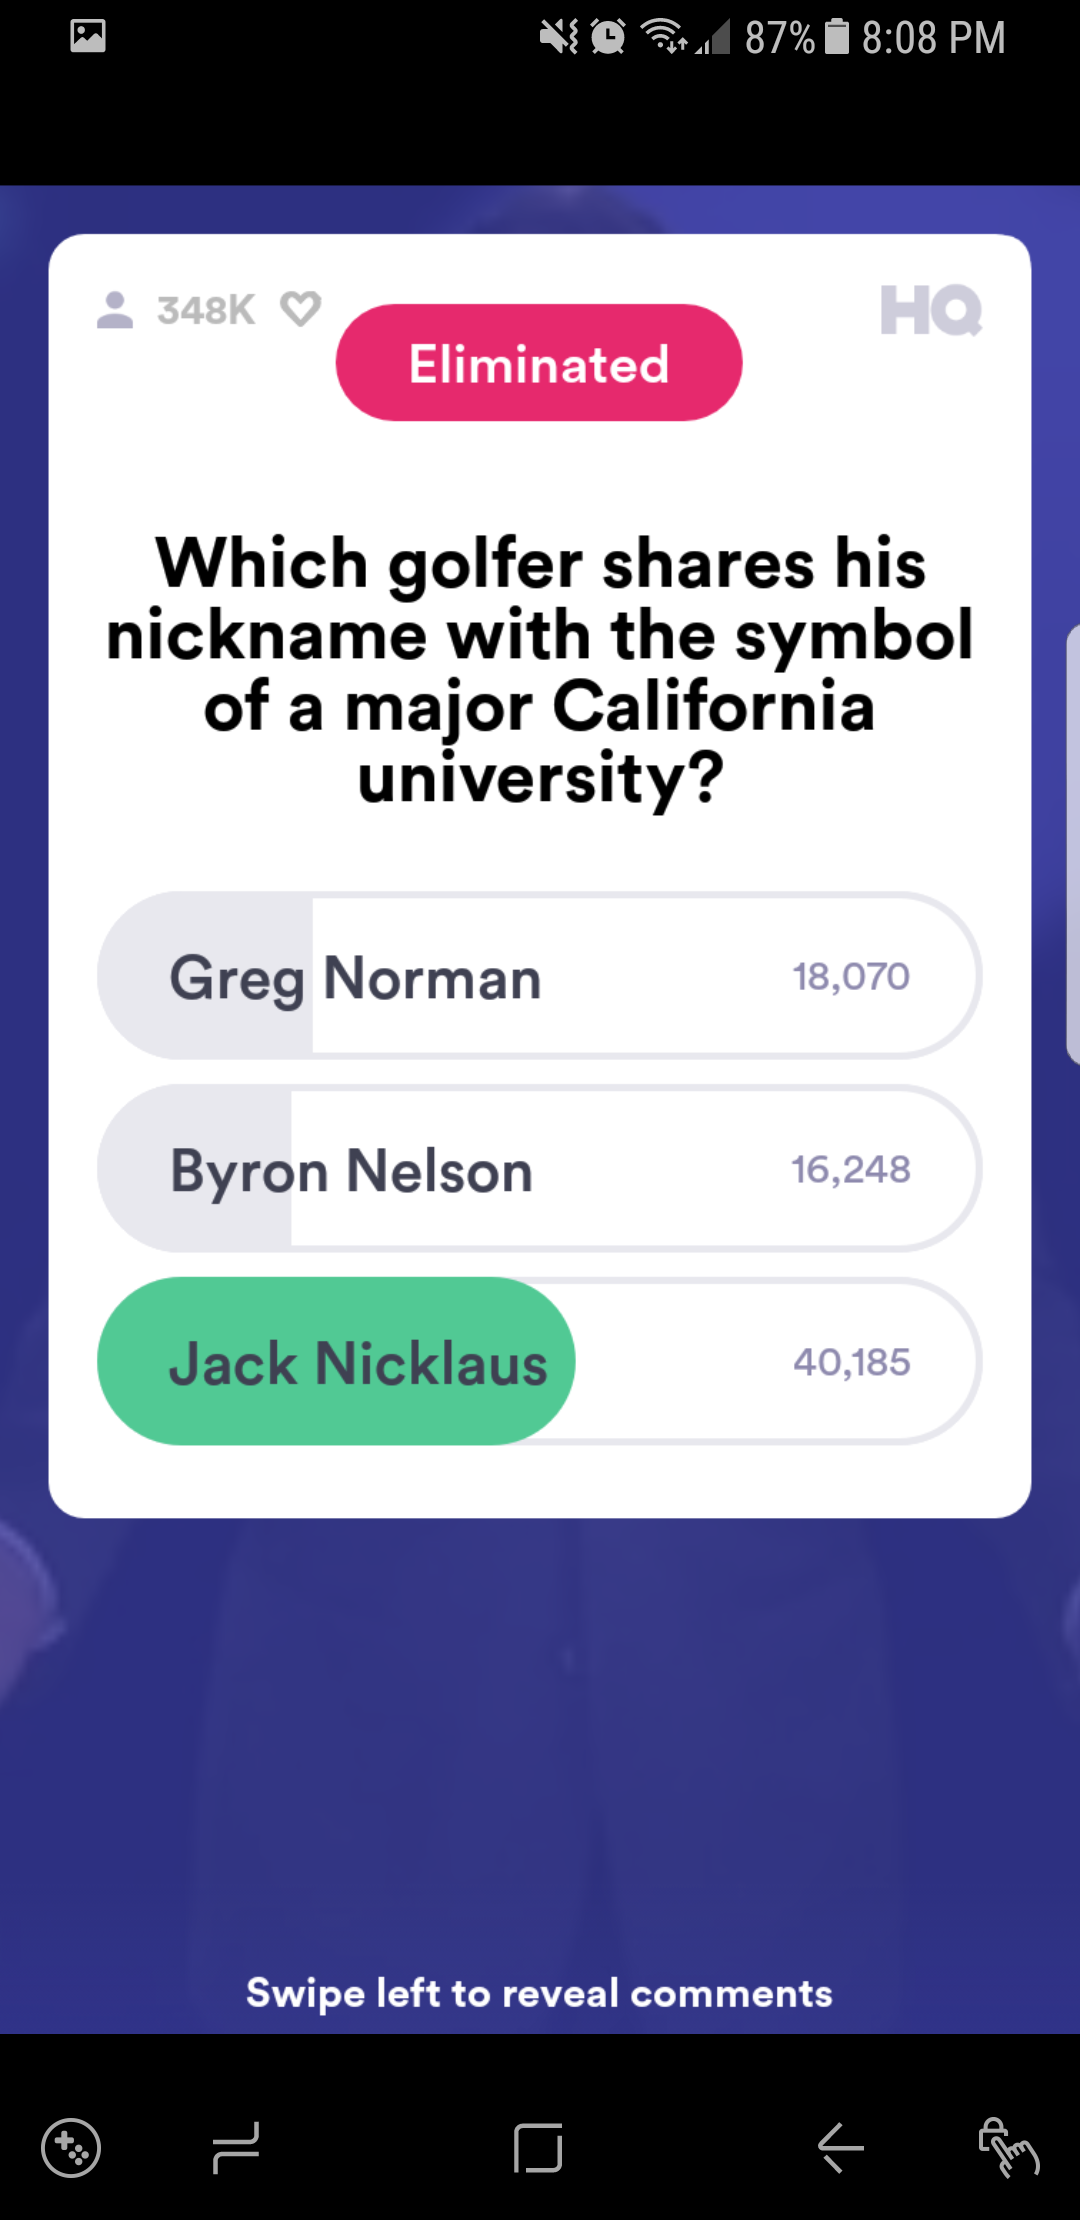 87% 8:08 PM
348K HQ
Eliminated
Which golfer shares his
nickname with the symbol
of a major California
university?
Greg Norman 18,070
Byron Nelson 16,248
Jack Nicklaus 40,185
Swipe left to reveal comments